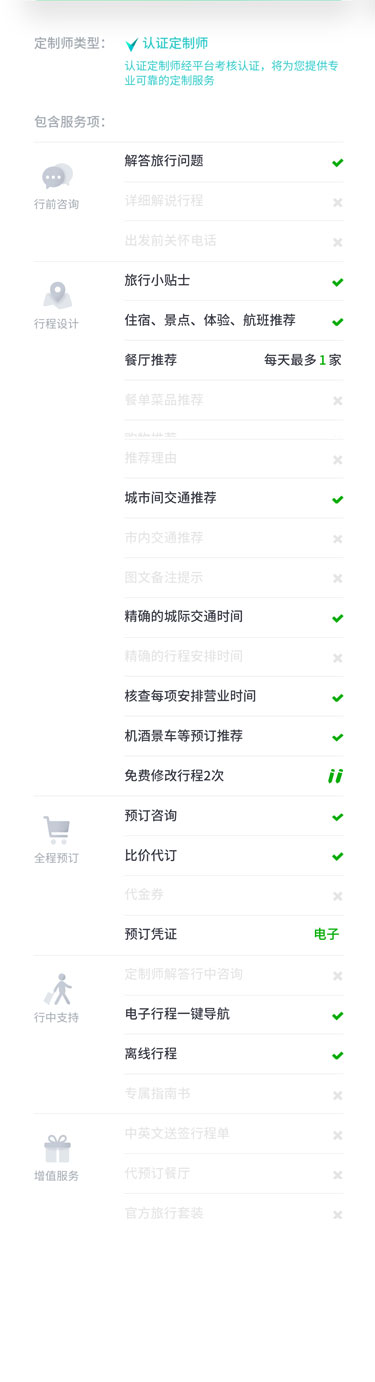 定制师类型：
认证定制师
认证定制师经平台考核认证，将为您提供专
业可靠的定制服务
包含服务项：
行前咨询
解答旅行问题
详细解说行程
出发前关怀电话
行程设计
旅行小贴士
住宿、景点、体验、航班推荐
餐厅推荐 每天最多1家
餐单菜品推荐
购物推荐
推荐理由
城市间交通推荐
市内交通推荐
图文备注提示
精确的城际交通时间
精确的行程安排时间
核查每项安排营业时间
机酒景车等预订推荐
免费修改行程2次
全程预订
预订咨询
比价代订
代金券
预订凭证 电子
行中支持
定制师解答行中咨询
电子行程一键导航
离线行程
专属指南书
增值服务
中英文送签行程单
代预订餐厅
官方旅行套装